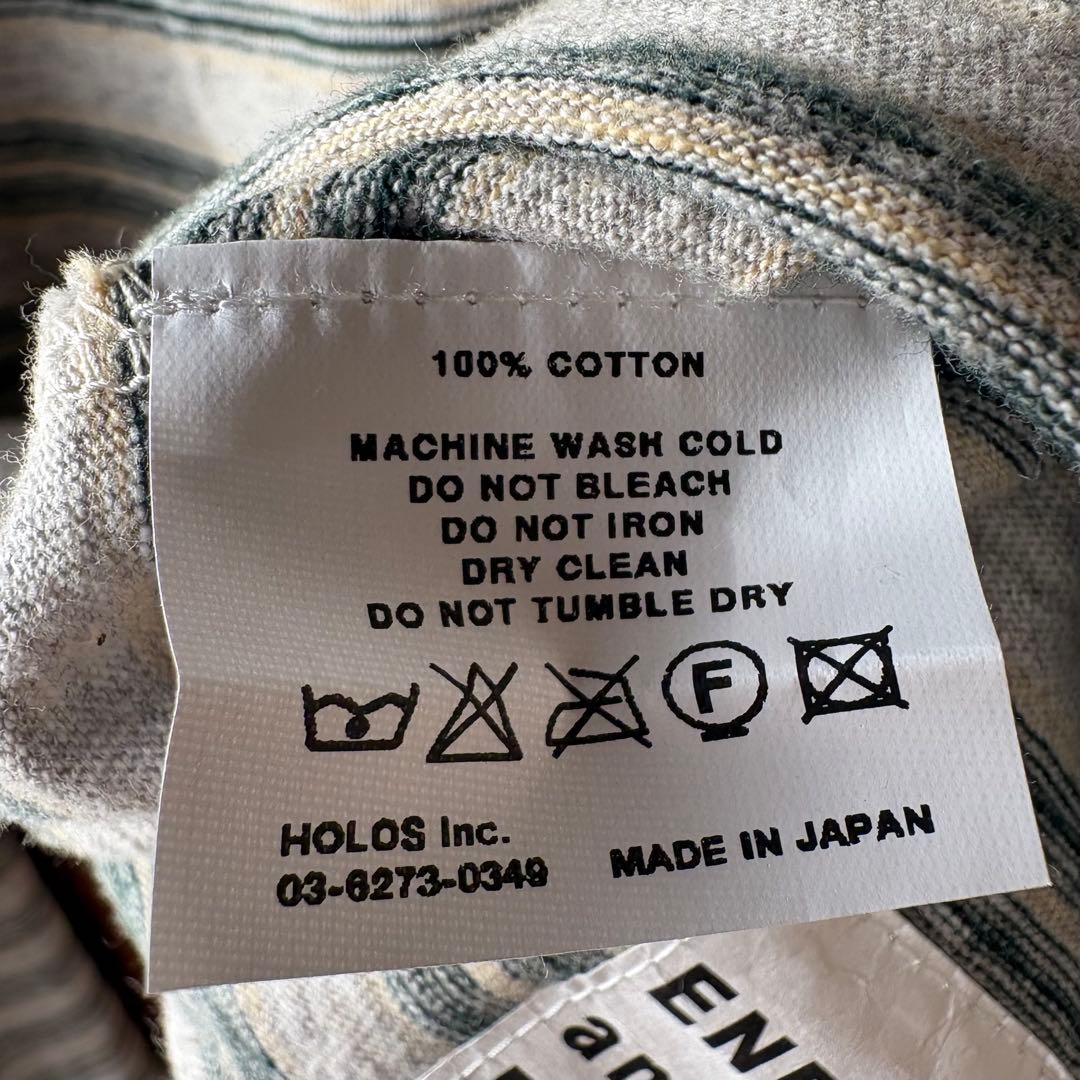 100% COTTON
MACHINE WASH COLD
DO NOT BLEACH
DO NOT IRON
DRY CLEAN
DO NOT TUMBLE DRY
F
HOLOS Inc.
03-6273-0349
MADE IN JAPAN